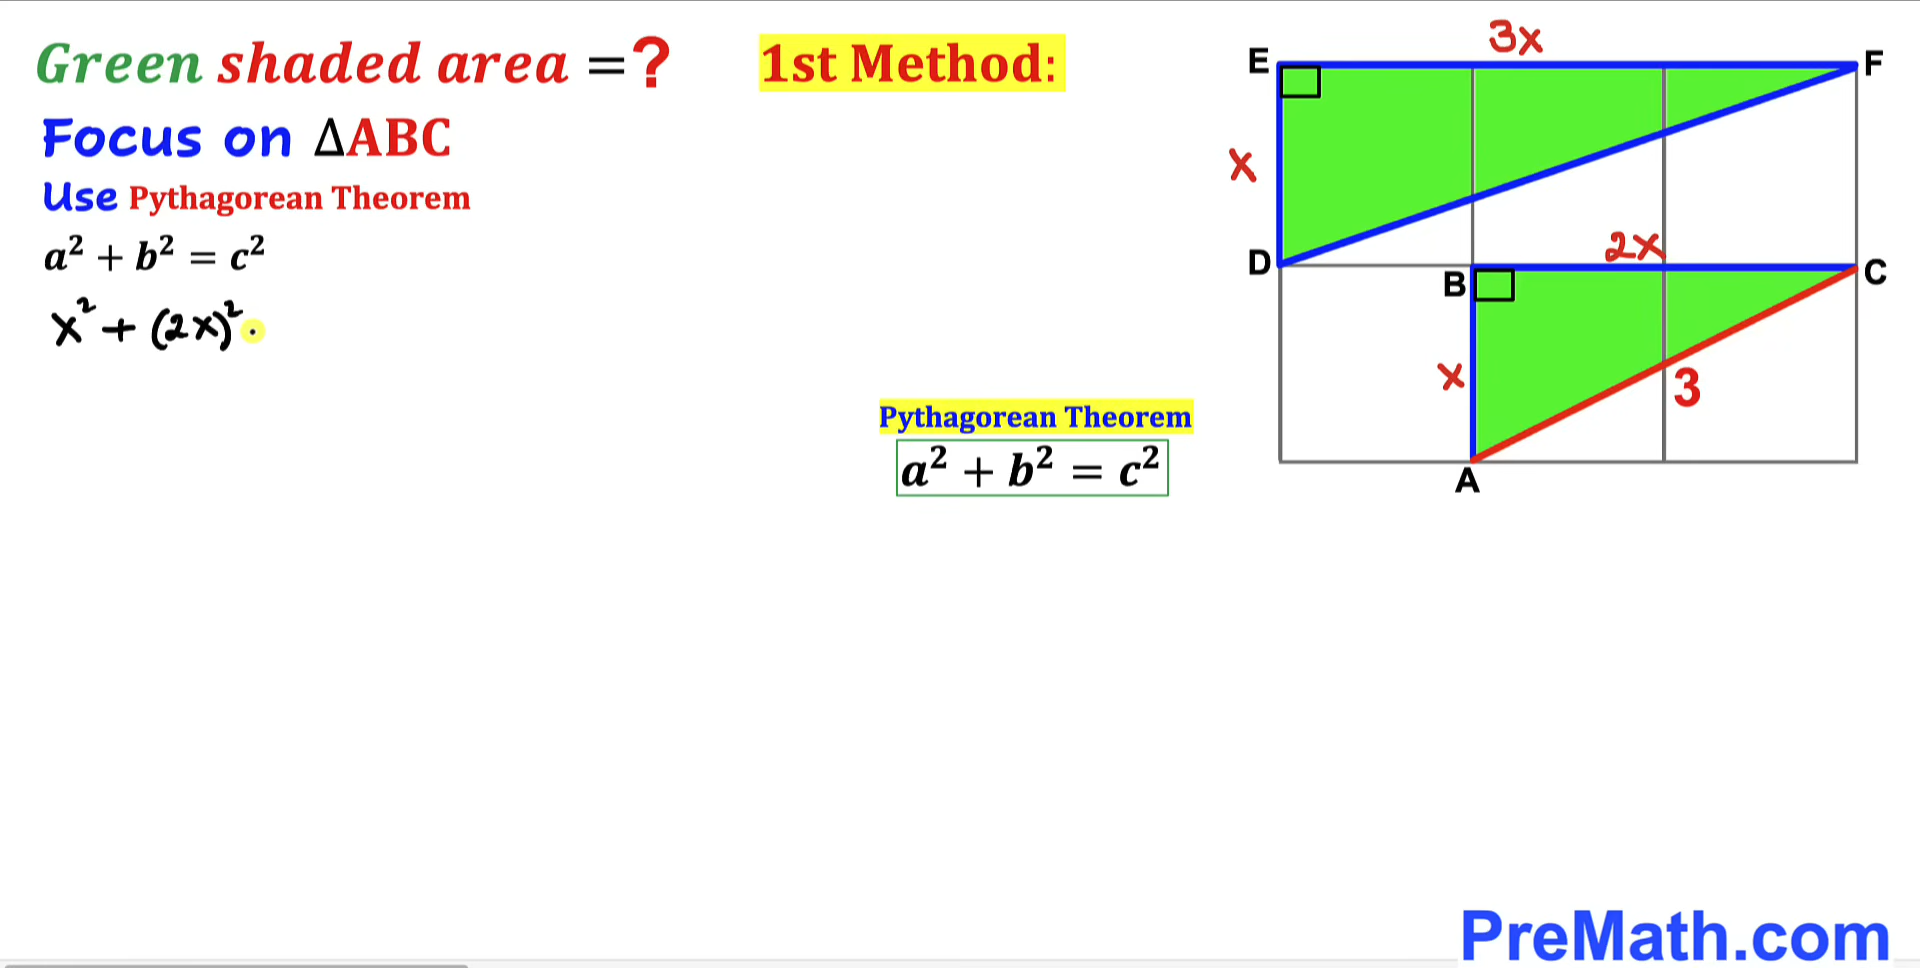 Green shaded area =?
1st Method:
Focus on ΔABC
Use Pythagorean Theorem
a² + b² = c²
x² + (2x)²
Pythagorean Theorem
a² + b² = c²
3x
E
F
x
D
2x
B
C
x
3
A
PreMath.com